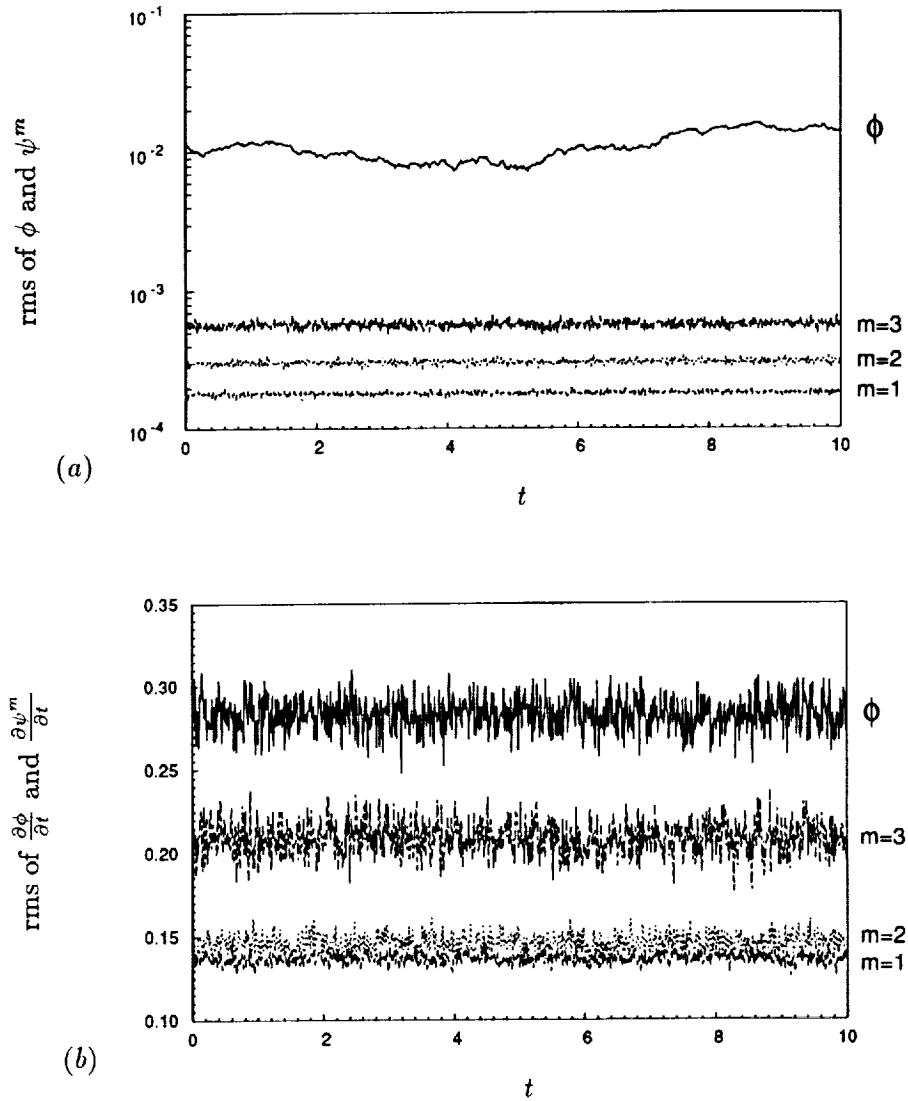 10⁻¹
10⁻²
10⁻³
10⁻⁴
rms of ϕ and ψᵐ
ϕ
m=3
m=2
m=1
0 2 4 6 8 10
(a)
t
0.35
0.30
0.25
0.20
0.15
0.10
rms of ∂ϕ/∂t and ∂ψᵐ/∂t
ϕ
m=3
m=2
m=1
0 2 4 6 8 10
(b)
t